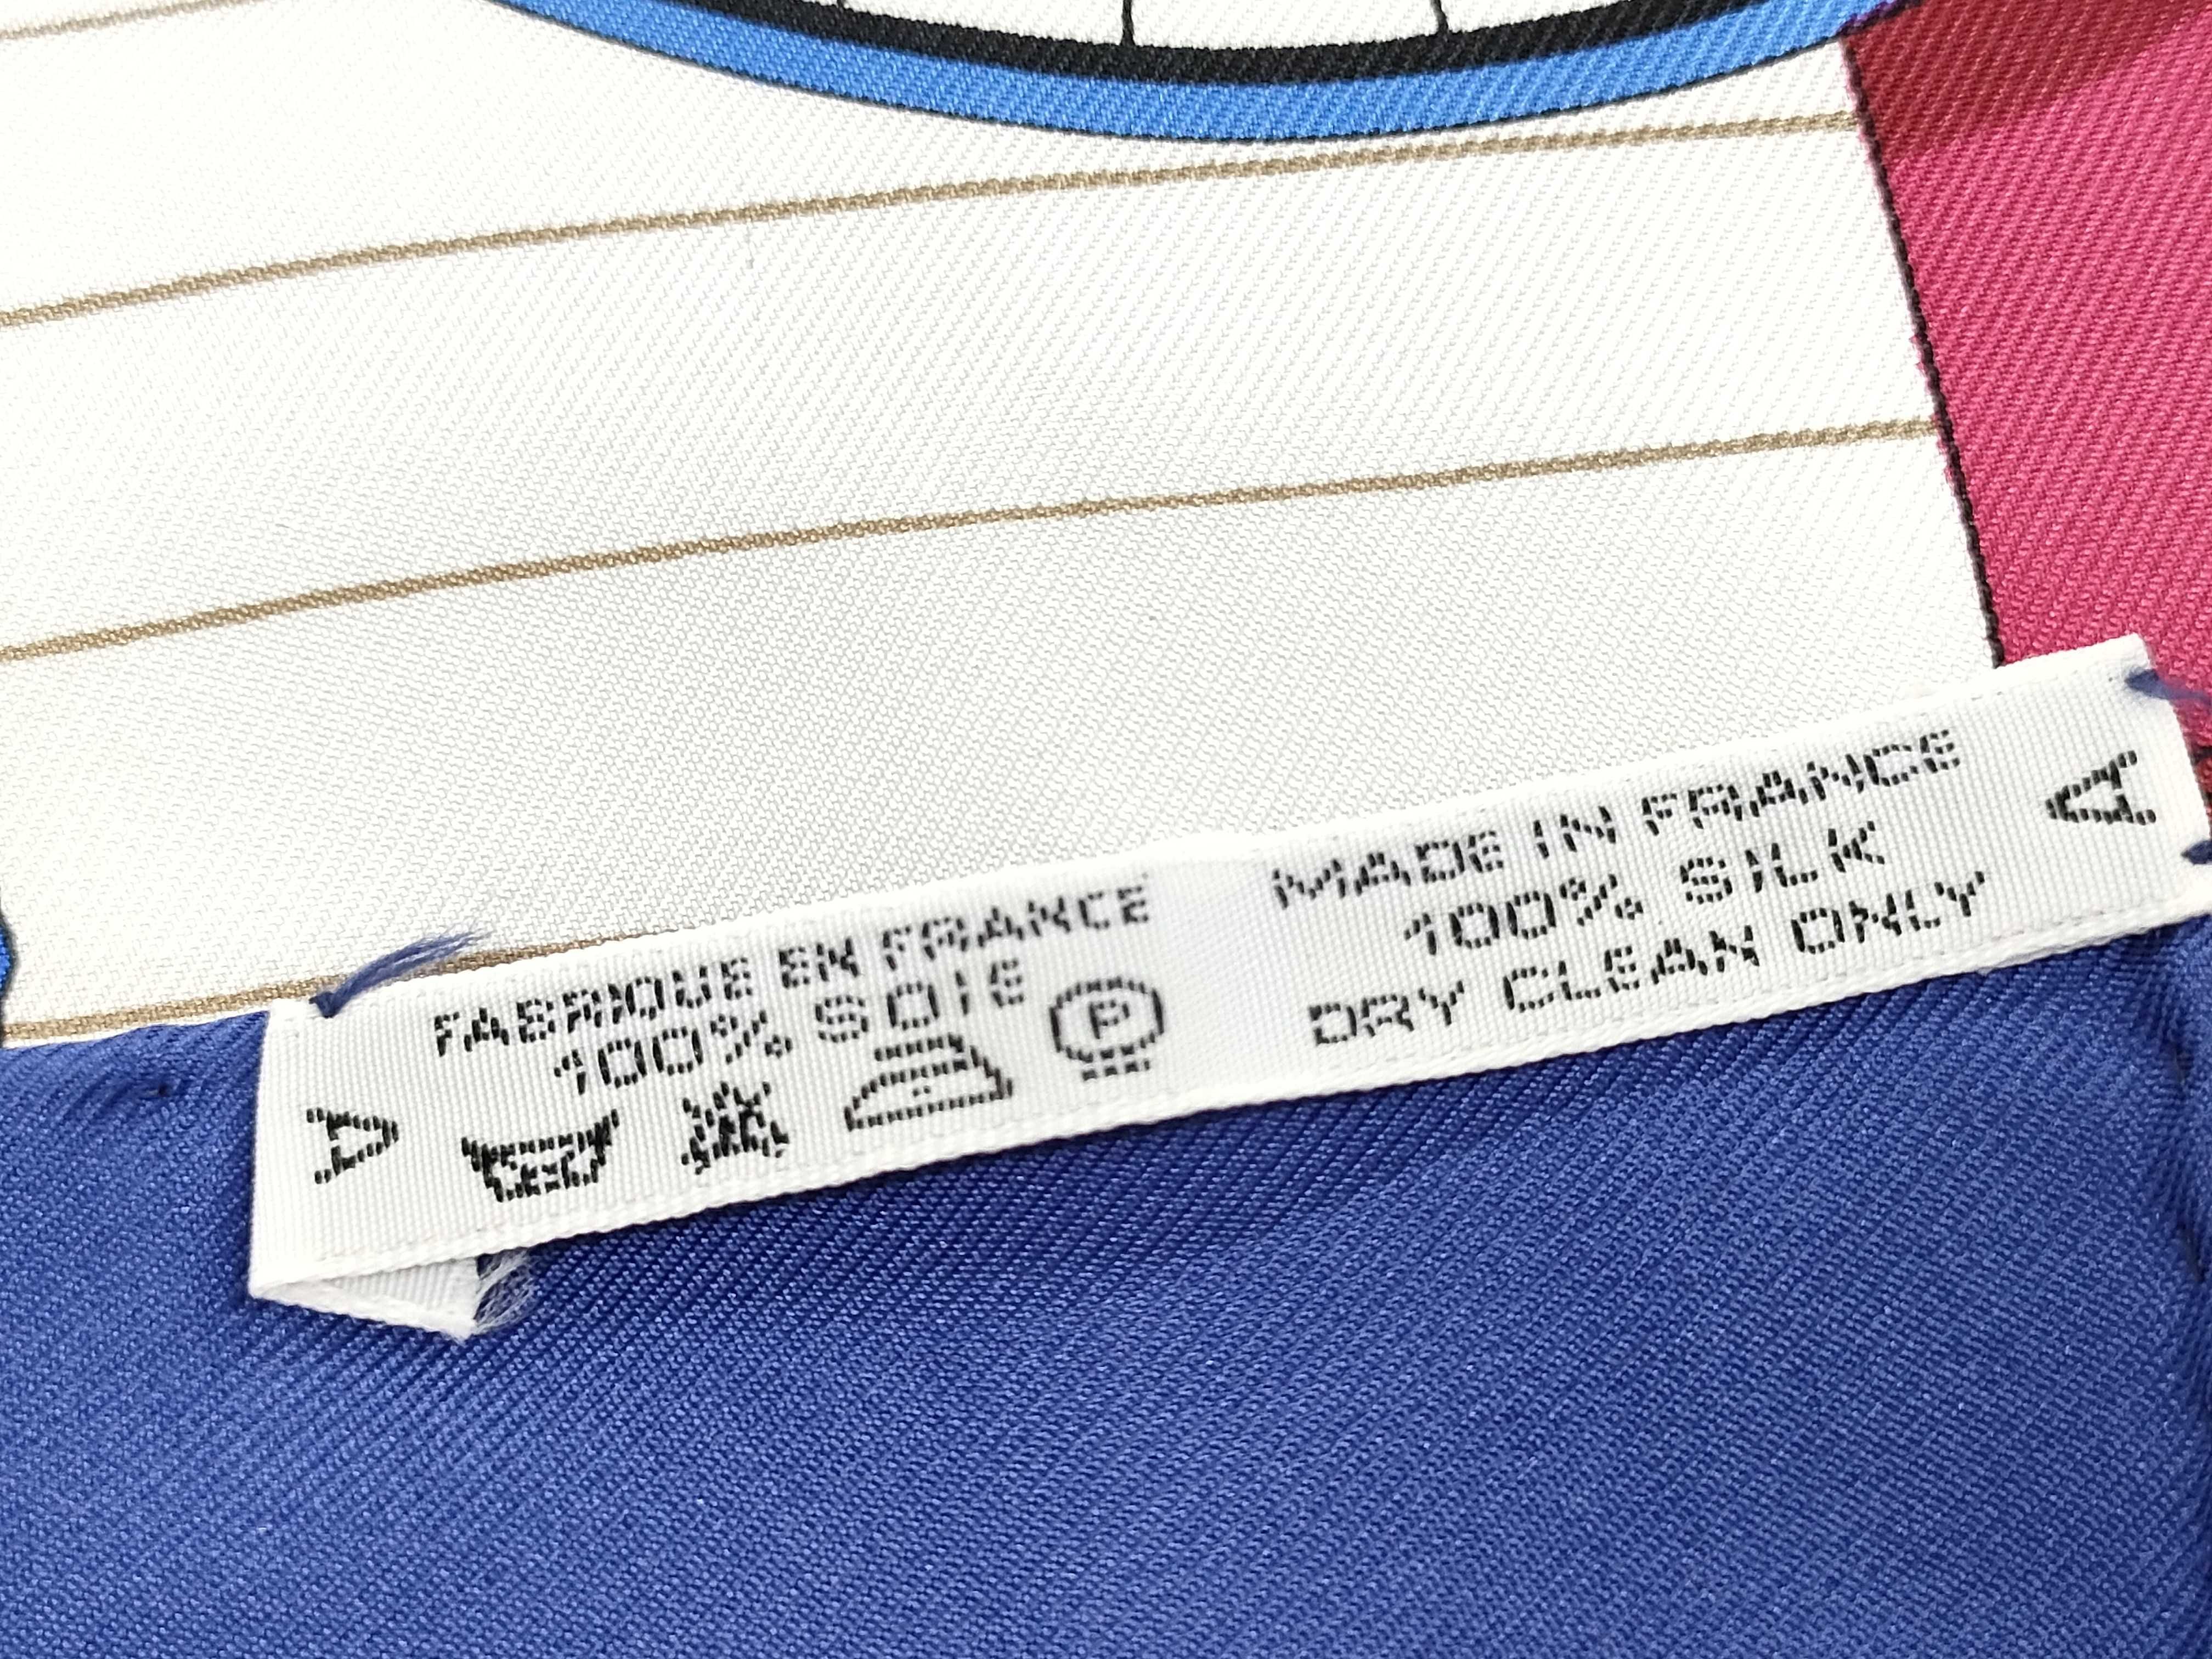 A
FABRIQUE EN FRANCE
100% SOIE
P
MADE IN FRANCE
100% SILK
DRY CLEAN ONLY
A